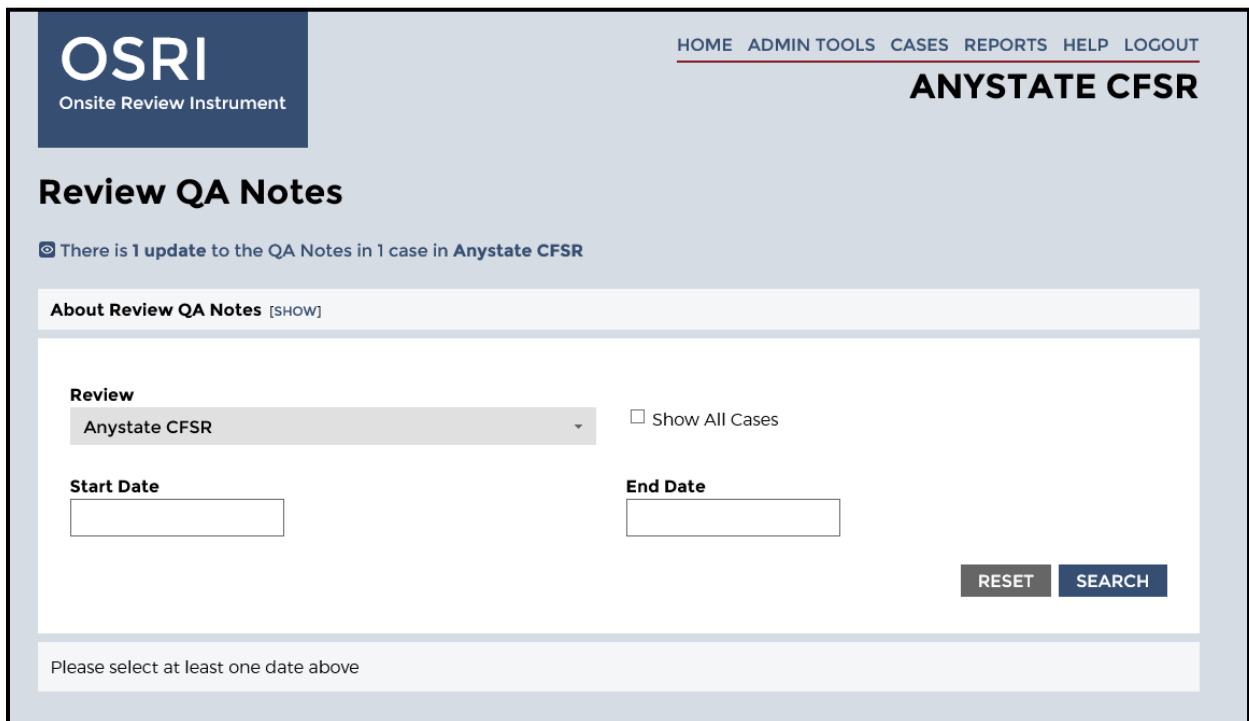 OSRI
Onsite Review Instrument
HOME ADMIN TOOLS CASES REPORTS HELP LOGOUT
ANYSTATE CFSR
Review QA Notes
There is 1 update to the QA Notes in 1 case in Anystate CFSR
About Review QA Notes [SHOW]
Review
Anystate CFSR
Show All Cases
Start Date
End Date
RESET SEARCH
Please select at least one date above